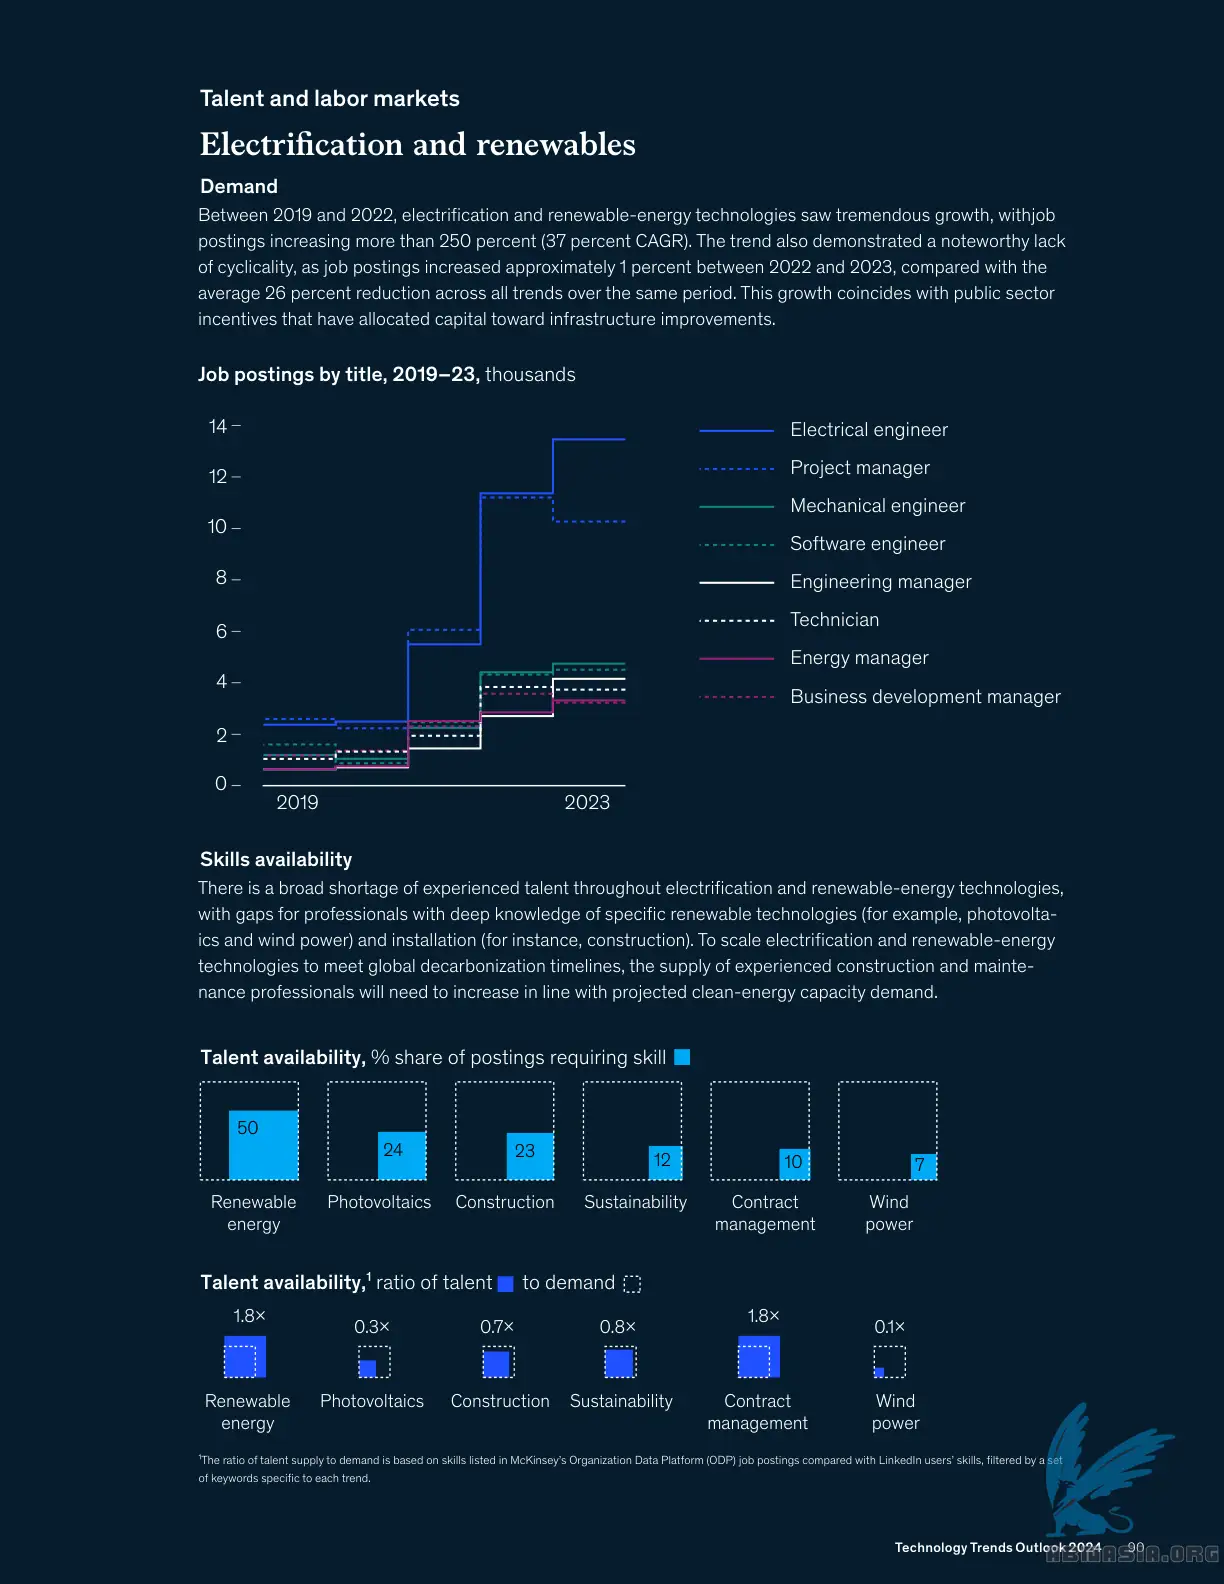 Talent and labor markets
Electrification and renewables
Demand
Between 2019 and 2022, electrification and renewable-energy technologies saw tremendous growth, withjob
postings increasing more than 250 percent (37 percent CAGR). The trend also demonstrated a noteworthy lack
of cyclicality, as job postings increased approximately 1 percent between 2022 and 2023, compared with the
average 26 percent reduction across all trends over the same period. This growth coincides with public sector
incentives that have allocated capital toward infrastructure improvements.
Job postings by title, 2019–23, thousands
14
12
10
8
6
4
2
0
2019
2023
Electrical engineer
Project manager
Mechanical engineer
Software engineer
Engineering manager
Technician
Energy manager
Business development manager
Skills availability
There is a broad shortage of experienced talent throughout electrification and renewable-energy technologies,
with gaps for professionals with deep knowledge of specific renewable technologies (for example, photovolta-
ics and wind power) and installation (for instance, construction). To scale electrification and renewable-energy
technologies to meet global decarbonization timelines, the supply of experienced construction and mainte-
nance professionals will need to increase in line with projected clean-energy capacity demand.
Talent availability, % share of postings requiring skill
50
24
23
12
10
7
Renewable
energy
Photovoltaics
Construction
Sustainability
Contract
management
Wind
power
Talent availability,¹ ratio of talent to demand
1.8×
0.3×
0.7×
0.8×
1.8×
0.1×
Renewable
energy
Photovoltaics
Construction
Sustainability
Contract
management
Wind
power
¹The ratio of talent supply to demand is based on skills listed in McKinsey's Organization Data Platform (ODP) job postings compared with LinkedIn users' skills, filtered by a set
of keywords specific to each trend.
Technology Trends Outlook 2024 90
ABNASIA.ORG